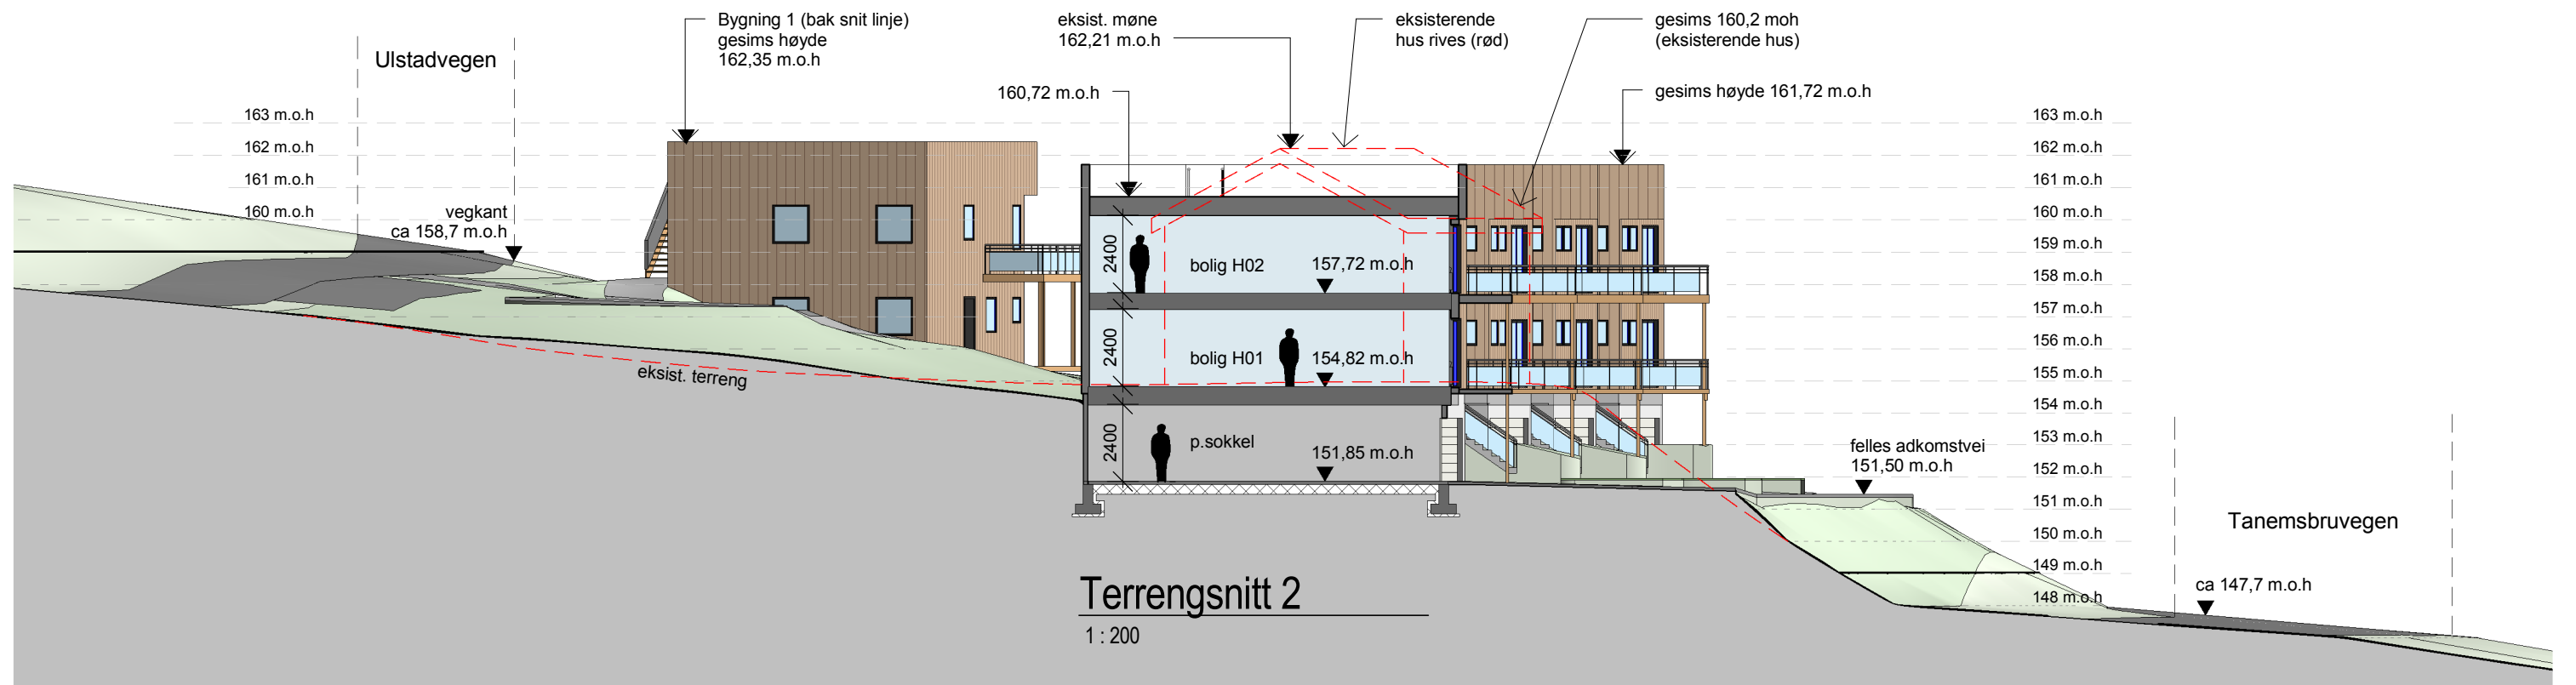 Ulstadvegen
Bygning 1 (bak snit linje)
gesims høyde
162,35 m.o.h
eksist. møne
162,21 m.o.h
eksisterende
hus rives (rød)
gesims 160,2 moh
(eksisterende hus)
160,72 m.o.h
gesims høyde 161,72 m.o.h
163 m.o.h
162 m.o.h
161 m.o.h
160 m.o.h
vegkant
ca 158,7 m.o.h
163 m.o.h
162 m.o.h
161 m.o.h
160 m.o.h
159 m.o.h
158 m.o.h
157 m.o.h
156 m.o.h
155 m.o.h
154 m.o.h
153 m.o.h
152 m.o.h
151 m.o.h
150 m.o.h
149 m.o.h
148 m.o.h
2400
bolig H02
157,72 m.o.h
2400
bolig H01
154,82 m.o.h
eksist. terreng
2400
p.sokkel
151,85 m.o.h
felles adkomstvei
151,50 m.o.h
Tanemsbruvegen
ca 147,7 m.o.h
Terrengsnitt 2
1 : 200